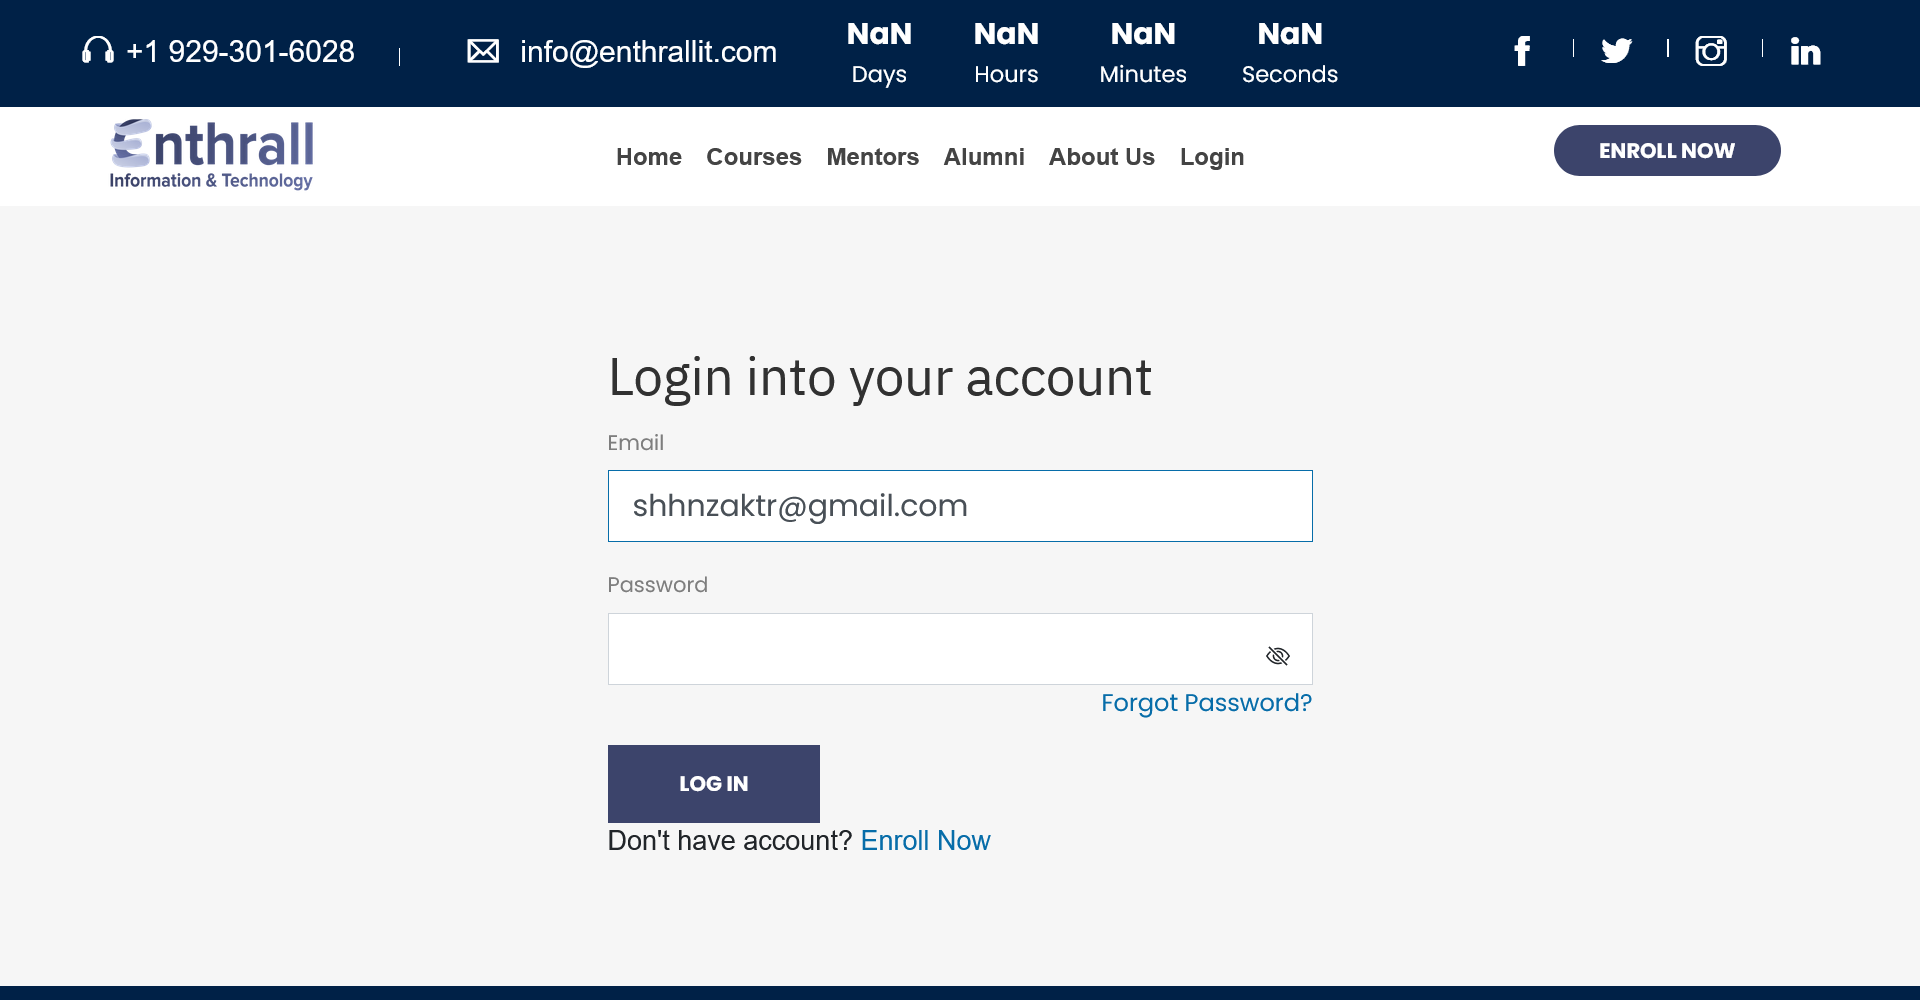 +1 929-301-6028
info@enthrallit.com
NaN NaN NaN NaN
Days Hours Minutes Seconds
Enthrall
Information & Technology
Home Courses Mentors Alumni About Us Login
ENROLL NOW
Login into your account
Email
shhnzaktr@gmail.com
Password
Forgot Password?
LOG IN
Don't have account? Enroll Now